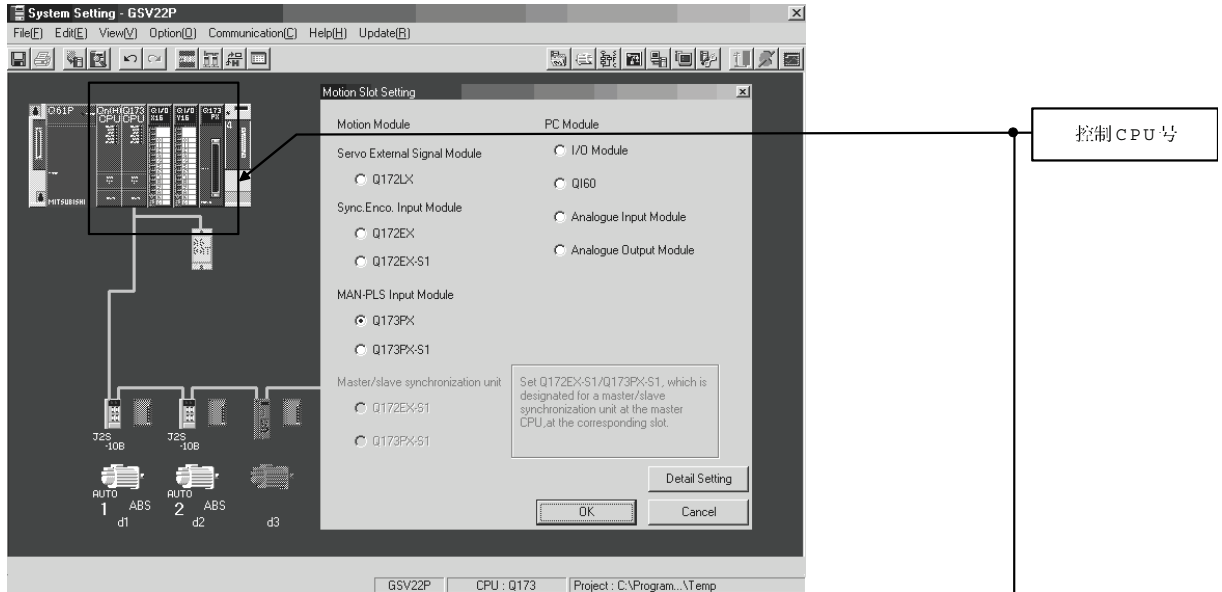 System Setting - GSV22P
File(F) Edit(E) View(V) Option(O) Communication(C) Help(H) Update(R)
Q61P
Qn(H) CPU
Q173 CPU
QI/O X16
QI/O Y16
Q173 PX
MITSUBISHI
Motion Slot Setting
Motion Module
Servo External Signal Module
Q172LX
Sync.Enco. Input Module
Q172EX
Q172EX-S1
MAN-PLS Input Module
Q173PX
Q173PX-S1
Master/slave synchronization unit
Q172EX-S1
Q173PX-S1
PC Module
I/O Module
QI60
Analogue Input Module
Analogue Output Module
Set Q172EX-S1/Q173PX-S1, which is
designated for a master/slave
synchronization unit at the master
CPU,at the corresponding slot.
Detail Setting
OK Cancel
控制CPU号
J2S -10B
J2S -10B
AUTO 1 ABS d1
AUTO 2 ABS d2
d3
GSV22P CPU : Q173 Project : C:\Program...\Temp